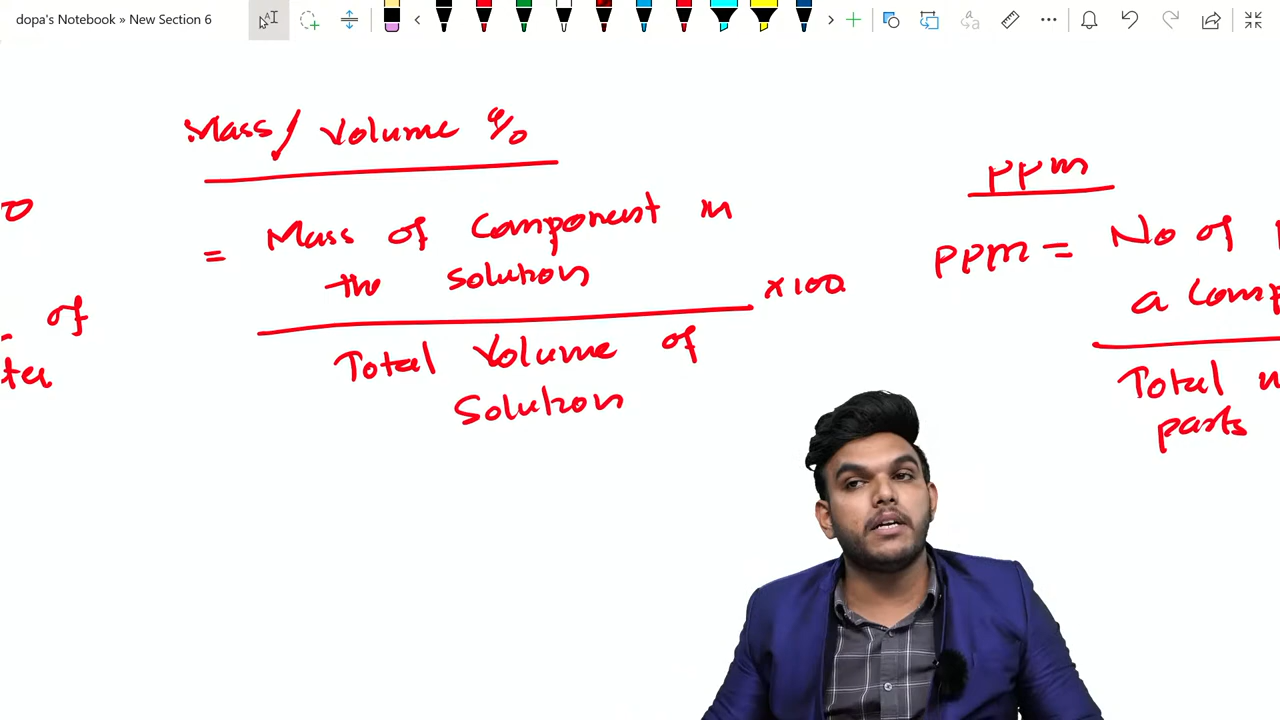 dopa's Notebook » New Section 6
Mass/ Volume %
= Mass of Component in
the solution
×100
Total Volume of
Solution
of
ppm
ppm = No of
a Comp
Total
parts